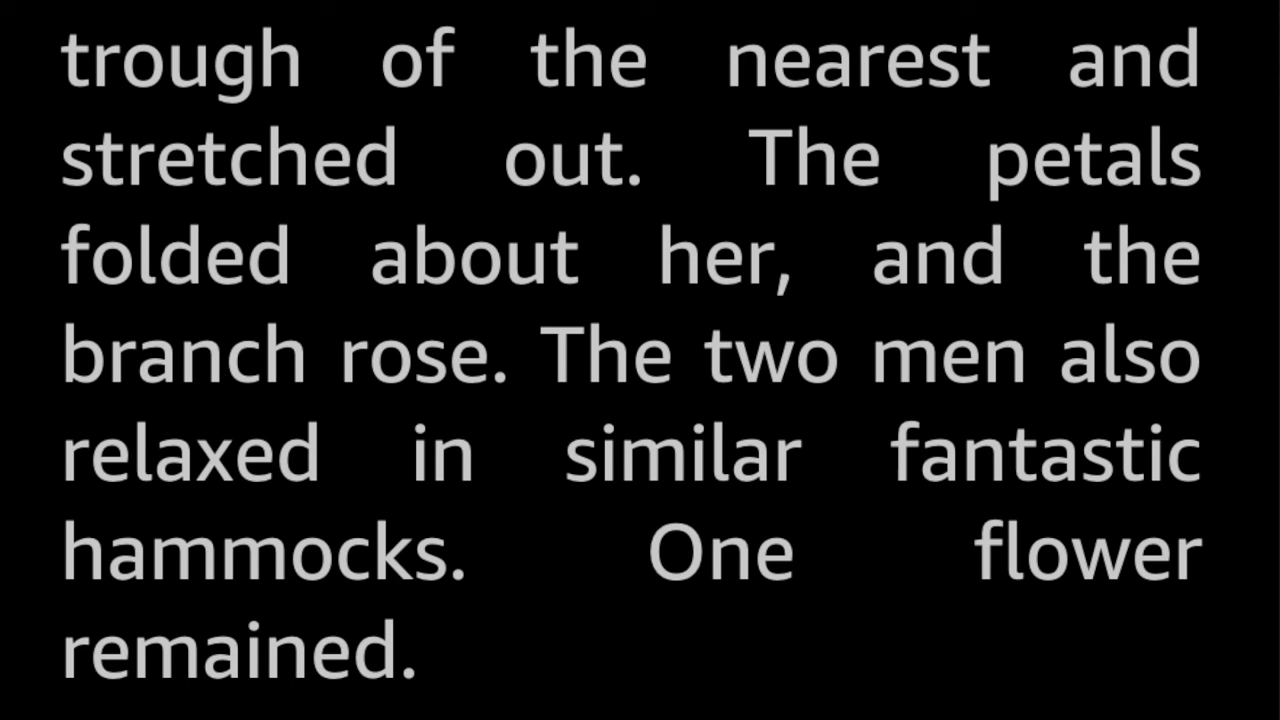 trough of the nearest and
stretched out. The petals
folded about her, and the
branch rose. The two men also
relaxed in similar fantastic
hammocks. One flower
remained.